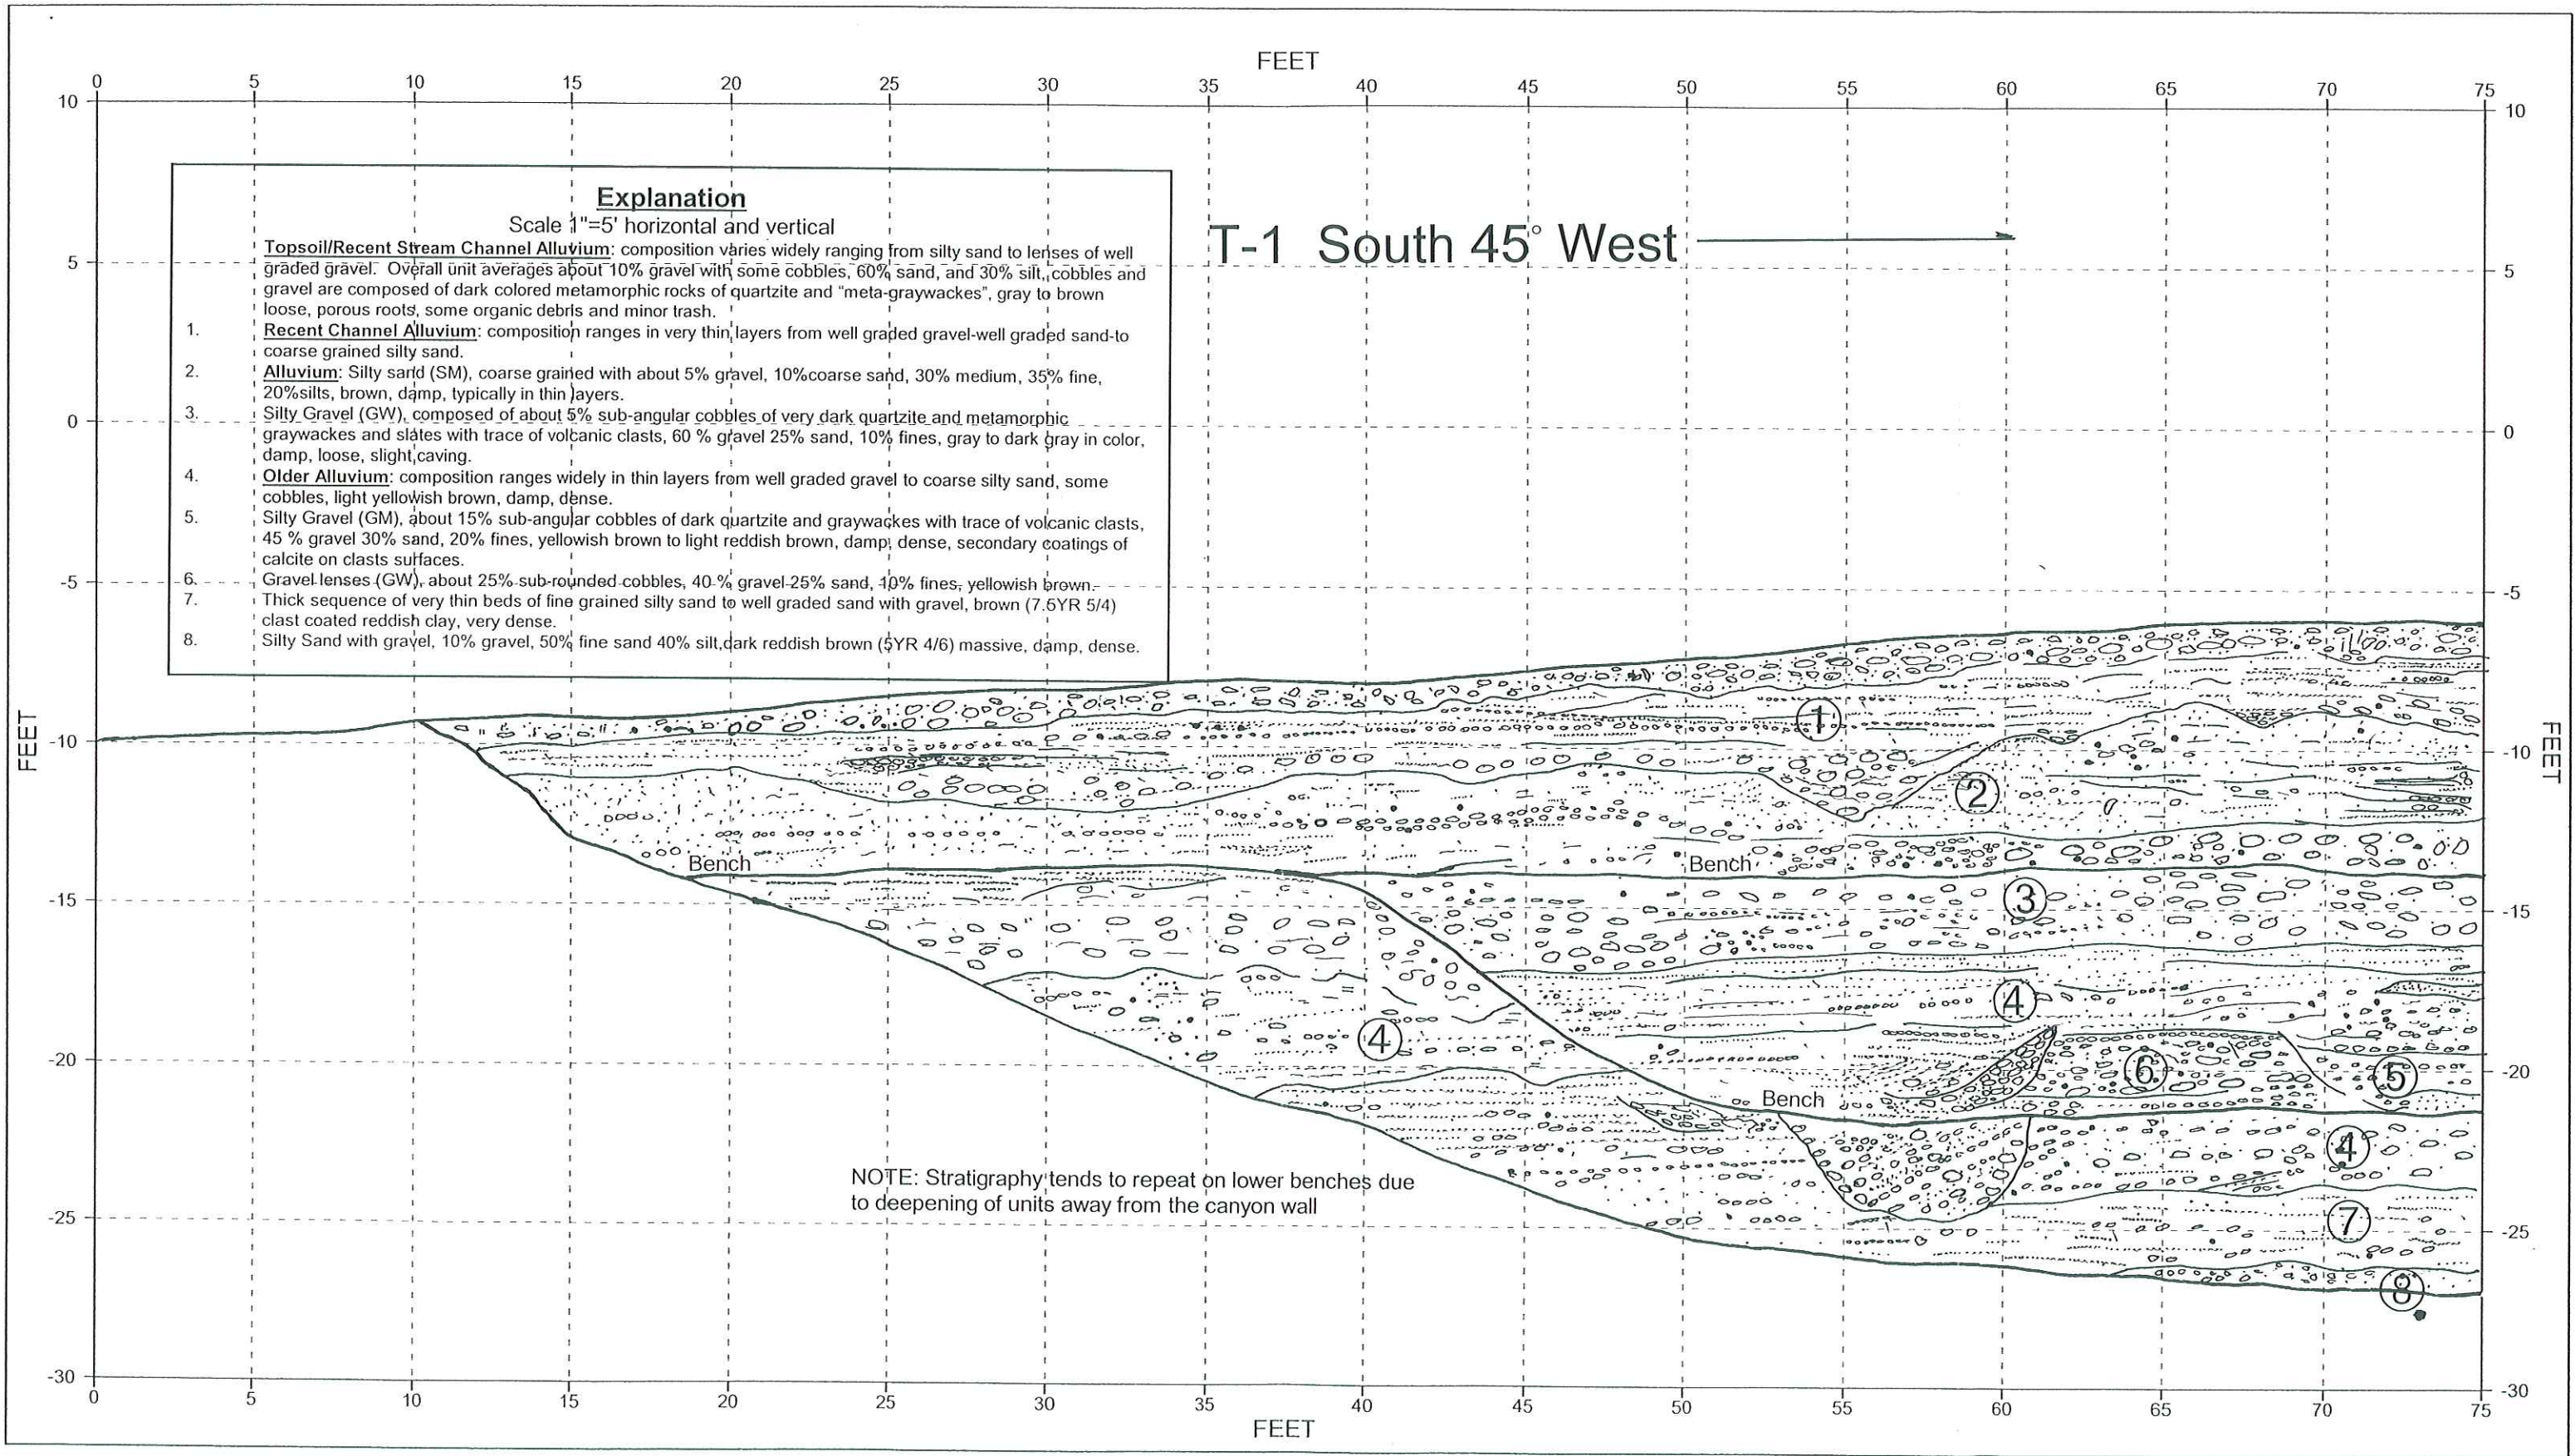 FEET
0 5 10 15 20 25 30 35 40 45 50 55 60 65 70 75
10 10
Explanation
Scale 1"=5' horizontal and vertical
T-1 South 45° West
Topsoil/Recent Stream Channel Alluvium: composition varies widely ranging from silty sand to lenses of well
graded gravel. Overall unit averages about 10% gravel with some cobbles, 60% sand, and 30% silt, cobbles and
gravel are composed of dark colored metamorphic rocks of quartzite and “meta-graywackes”, gray to brown
loose, porous roots, some organic debris and minor trash.
5 5
1. Recent Channel Alluvium: composition ranges in very thin layers from well graded gravel-well graded sand-to
coarse grained silty sand.
2. Alluvium: Silty sand (SM), coarse grained with about 5% gravel, 10%coarse sand, 30% medium, 35% fine,
20%silts, brown, damp, typically in thin layers.
3. Silty Gravel (GW), composed of about 5% sub-angular cobbles of very dark quartzite and metamorphic
graywackes and slates with trace of volcanic clasts, 60 % gravel 25% sand, 10% fines, gray to dark gray in color,
damp, loose, slight caving.
0 0
4. Older Alluvium: composition ranges widely in thin layers from well graded gravel to coarse silty sand, some
cobbles, light yellowish brown, damp, dense.
5. Silty Gravel (GM), about 15% sub-angular cobbles of dark quartzite and graywackes with trace of volcanic clasts,
45 % gravel 30% sand, 20% fines, yellowish brown to light reddish brown, damp, dense, secondary coatings of
calcite on clasts surfaces.
6. Gravel lenses (GW), about 25% sub-rounded cobbles, 40 % gravel 25% sand, 10% fines, yellowish brown.
7. Thick sequence of very thin beds of fine grained silty sand to well graded sand with gravel, brown (7.5YR 5/4)
clast coated reddish clay, very dense.
8. Silty Sand with gravel, 10% gravel, 50% fine sand 40% silt,dark reddish brown (5YR 4/6) massive, damp, dense.
-5 -5
1
FEET
FEET
-10 -10
2
Bench
Bench
3
-15 -15
4
4
-20 -20
6
5
Bench
4
NOTE: Stratigraphy tends to repeat on lower benches due
to deepening of units away from the canyon wall
7
-25 -25
8
-30 -30
0 5 10 15 20 25 30 35 40 45 50 55 60 65 70 75
FEET